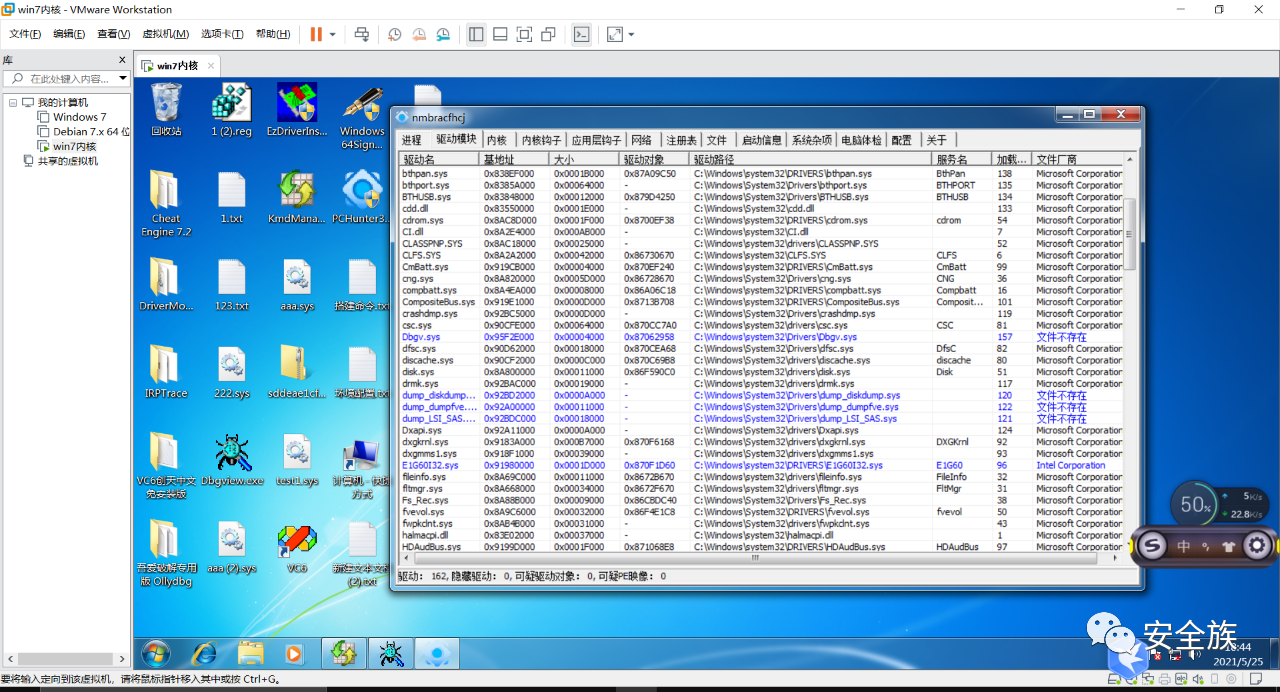 win7内核 - VMware Workstation
文件(F) 编辑(E) 查看(V) 虚拟机(M) 选项卡(T) 帮助(H)
库
在此处键入内容...
我的计算机
Windows 7
Debian 7.x 64 位
win7内核
共享的虚拟机
win7内核
回收站
1 (2).reg
EzDriverIns...
Windows 64Sign...
Cheat Engine 7.2
1.txt
KmdMana...
PCHunter3...
DriverMo...
123.txt
aaa.sys
搭建命令.txt
IRPTrace
222.sys
sddeae1cf...
环境配置.txt
VC6创天中文免安装版
Dbgview.exe
test1.sys
计算机 - 快捷方式
吾爱破解专用版 Ollydbg
aaa (2).sys
VC6
新建文本文档 (2).txt
nmbracfhcj
进程 驱动模块 内核 内核钩子 应用层钩子 网络 注册表 文件 启动信息 系统杂项 电脑体检 配置 关于
驱动名 基地址 大小 驱动对象 驱动路径 服务名 加载... 文件厂商
bthpan.sys 0x838EF000 0x0001B000 0x87A09C50 C:\Windows\system32\DRIVERS\bthpan.sys BthPan 138 Microsoft Corporation
bthport.sys 0x8385A000 0x00064000 - C:\Windows\System32\Drivers\bthport.sys BTHPORT 135 Microsoft Corporation
BTHUSB.sys 0x83848000 0x00012000 0x879D4250 C:\Windows\System32\Drivers\BTHUSB.sys BTHUSB 134 Microsoft Corporation
cdd.dll 0x83550000 0x0001E000 - C:\Windows\System32\cdd.dll 133 Microsoft Corporation
cdrom.sys 0x8AC8D000 0x0001F000 0x8700EF38 C:\Windows\system32\DRIVERS\cdrom.sys cdrom 54 Microsoft Corporation
CI.dll 0x8A2E4000 0x000AB000 - C:\Windows\system32\CI.dll 7 Microsoft Corporation
CLASSPNP.SYS 0x8AC18000 0x00025000 - C:\Windows\system32\drivers\CLASSPNP.SYS 52 Microsoft Corporation
CLFS.SYS 0x8A2A2000 0x00042000 0x86730670 C:\Windows\system32\CLFS.SYS CLFS 6 Microsoft Corporation
CmBatt.sys 0x919CB000 0x00004000 0x870EF240 C:\Windows\system32\DRIVERS\CmBatt.sys CmBatt 99 Microsoft Corporation
cng.sys 0x8A820000 0x0005D000 0x86728670 C:\Windows\System32\Drivers\cng.sys CNG 36 Microsoft Corporation
compbatt.sys 0x8A4EA000 0x00008000 0x86A06C18 C:\Windows\system32\DRIVERS\compbatt.sys Compbatt 16 Microsoft Corporation
CompositeBus.sys 0x919E1000 0x0000D000 0x8713B708 C:\Windows\system32\DRIVERS\CompositeBus.sys Composit... 101 Microsoft Corporation
crashdmp.sys 0x92BC5000 0x0000D000 - C:\Windows\System32\Drivers\crashdmp.sys 119 Microsoft Corporation
csc.sys 0x90CFE000 0x00064000 0x870CC7A0 C:\Windows\system32\drivers\csc.sys CSC 81 Microsoft Corporation
Dbgv.sys 0x95F2E000 0x00004000 0x87062958 C:\Windows\system32\Drivers\Dbgv.sys 157 文件不存在
dfsc.sys 0x90D62000 0x00018000 0x870CEA68 C:\Windows\System32\Drivers\dfsc.sys DfsC 82 Microsoft Corporation
discache.sys 0x90CF2000 0x0000C000 0x870C69B8 C:\Windows\System32\drivers\discache.sys discache 80 Microsoft Corporation
disk.sys 0x8A800000 0x00011000 0x86F590C0 C:\Windows\system32\drivers\disk.sys Disk 51 Microsoft Corporation
drmk.sys 0x92BAC000 0x00019000 - C:\Windows\system32\drivers\drmk.sys 117 Microsoft Corporation
dump_diskdump... 0x92BD2000 0x0000A000 - C:\Windows\System32\Drivers\dump_diskdump.sys 120 文件不存在
dump_dumpfve.... 0x92A00000 0x00011000 - C:\Windows\System32\Drivers\dump_dumpfve.sys 122 文件不存在
dump_LSI_SAS.... 0x92BDC000 0x00018000 - C:\Windows\System32\Drivers\dump_LSI_SAS.sys 121 文件不存在
Dxapi.sys 0x92A11000 0x0000A000 - C:\Windows\System32\drivers\Dxapi.sys 124 Microsoft Corporation
dxgkrnl.sys 0x9183A000 0x000B7000 0x870F6168 C:\Windows\System32\drivers\dxgkrnl.sys DXGKrnl 92 Microsoft Corporation
dxgmms1.sys 0x918F1000 0x00039000 - C:\Windows\System32\drivers\dxgmms1.sys 93 Microsoft Corporation
E1G60I32.sys 0x91980000 0x0001D000 0x870F1D60 C:\Windows\system32\DRIVERS\E1G60I32.sys E1G60 96 Intel Corporation
fileinfo.sys 0x8A69C000 0x00011000 0x8672B670 C:\Windows\system32\drivers\fileinfo.sys FileInfo 32 Microsoft Corporation
fltmgr.sys 0x8A668000 0x00034000 0x8672F670 C:\Windows\system32\drivers\fltmgr.sys FltMgr 31 Microsoft Corporation
Fs_Rec.sys 0x8A88B000 0x00009000 0x86CBDC40 C:\Windows\System32\Drivers\Fs_Rec.sys 38 Microsoft Corporation
fvevol.sys 0x8A9C6000 0x00032000 0x86F4E1C8 C:\Windows\System32\DRIVERS\fvevol.sys fvevol 50 Microsoft Corporation
fwpkclnt.sys 0x8AB4B000 0x00031000 - C:\Windows\System32\drivers\fwpkclnt.sys 43 Microsoft Corporation
halmacpi.dll 0x83E02000 0x00037000 - C:\Windows\system32\halmacpi.dll 1 Microsoft Corporation
HDAudBus.sys 0x9199D000 0x0001F000 0x871068E8 C:\Windows\system32\DRIVERS\HDAudBus.sys HDAudBus 97 Microsoft Corporation
驱动: 162, 隐藏驱动: 0, 可疑驱动对象: 0, 可疑PE映像: 0
50%
5K/s
22.8K/s
中
安全族
2021/5/25
要将输入定向到该虚拟机，请将鼠标指针移入其中或按 Ctrl+G。